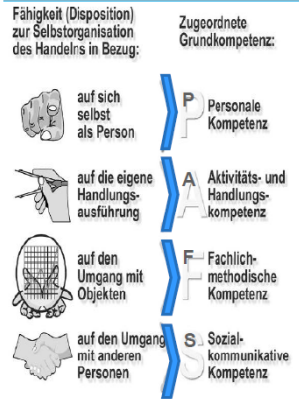 Fähigkeit (Disposition)
zur Selbstorganisation
des Handelns in Bezug:
Zugeordnete
Grundkompetenz:
auf sich
selbst
als Person
P
P
Personale
Kompetenz
auf die eigene
Handlungs-
ausführung
A
A
Aktivitäts- und
Handlungs-
kompetenz
auf den
Umgang mit
Objekten
F
F
Fachlich-
methodische
Kompetenz
auf den Umgang
mit anderen
Personen
S
S
Sozial-
kommunikative
Kompetenz